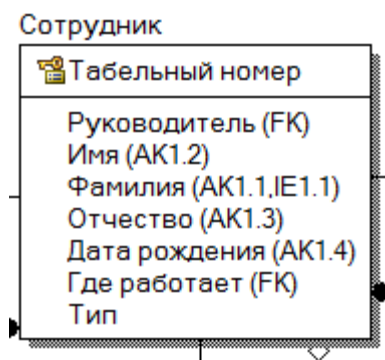 Сотрудник
Табельный номер
Руководитель (FK)
Имя (AK1.2)
Фамилия (AK1.1,IE1.1)
Отчество (AK1.3)
Дата рождения (AK1.4)
Где работает (FK)
Тип